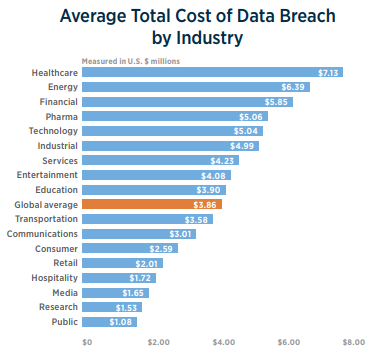 Average Total Cost of Data Breach
by Industry
Measured in U.S. $ millions
Healthcare $7.13
Energy $6.39
Financial $5.85
Pharma $5.06
Technology $5.04
Industrial $4.99
Services $4.23
Entertainment $4.08
Education $3.90
Global average $3.86
Transportation $3.58
Communications $3.01
Consumer $2.59
Retail $2.01
Hospitality $1.72
Media $1.65
Research $1.53
Public $1.08
$0 $2.00 $4.00 $6.00 $8.00